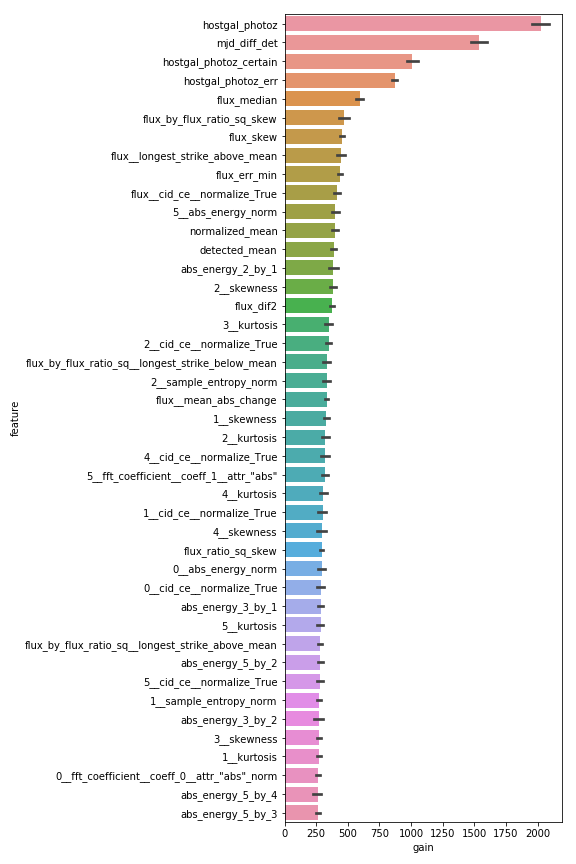 hostgal_photoz
mjd_diff_det
hostgal_photoz_certain
hostgal_photoz_err
flux_median
flux_by_flux_ratio_sq_skew
flux_skew
flux__longest_strike_above_mean
flux_err_min
flux__cid_ce__normalize_True
5__abs_energy_norm
normalized_mean
detected_mean
abs_energy_2_by_1
2__skewness
flux_dif2
3__kurtosis
2__cid_ce__normalize_True
flux_by_flux_ratio_sq__longest_strike_below_mean
2__sample_entropy_norm
flux__mean_abs_change
1__skewness
2__kurtosis
4__cid_ce__normalize_True
5__fft_coefficient__coeff_1__attr_"abs"
4__kurtosis
1__cid_ce__normalize_True
4__skewness
flux_ratio_sq_skew
0__abs_energy_norm
0__cid_ce__normalize_True
abs_energy_3_by_1
5__kurtosis
flux_by_flux_ratio_sq__longest_strike_above_mean
abs_energy_5_by_2
5__cid_ce__normalize_True
1__sample_entropy_norm
abs_energy_3_by_2
3__skewness
1__kurtosis
0__fft_coefficient__coeff_0__attr_"abs"_norm
abs_energy_5_by_4
abs_energy_5_by_3
feature
0 250 500 750 1000 1250 1500 1750 2000
gain